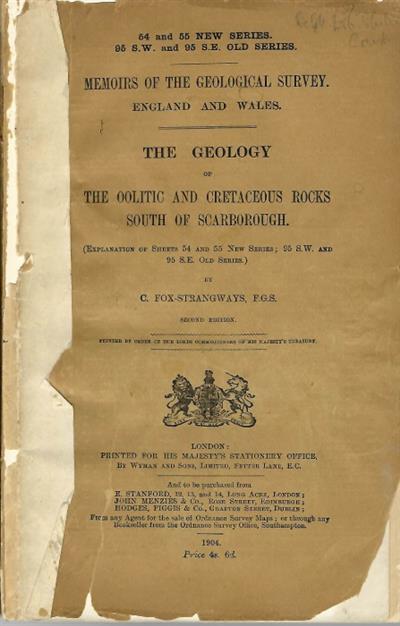 54 and 55 NEW SERIES.
95 S.W. and 95 S.E. OLD SERIES.
MEMOIRS OF THE GEOLOGICAL SURVEY.
ENGLAND AND WALES.
THE GEOLOGY
OF
THE OOLITIC AND CRETACEOUS ROCKS
SOUTH OF SCARBOROUGH.
(EXPLANATION OF SHEETS 54 AND 55 NEW SERIES; 95 S.W. AND
95 S.E. OLD SERIES.)
BY
C. FOX-STRANGWAYS, F.G.S.
SECOND EDITION.
PRINTED BY ORDER OF THE LORDS COMMISSIONERS OF HIS MAJESTY'S TREASURY.
LONDON:
PRINTED FOR HIS MAJESTY'S STATIONERY OFFICE,
BY WYMAN AND SONS, LIMITED, FETTER LANE, E.C.
And to be purchased from
E. STANFORD, 12, 13, and 14, LONG ACRE, LONDON;
JOHN MENZIES & Co., ROSE STREET, EDINBURGH;
HODGES, FIGGIS & Co., GRAFTON STREET, DUBLIN;
From any Agent for the sale of Ordnance Survey Maps; or through any
Bookseller from the Ordnance Survey Office, Southampton.
1904.
Price 4s. 6d.